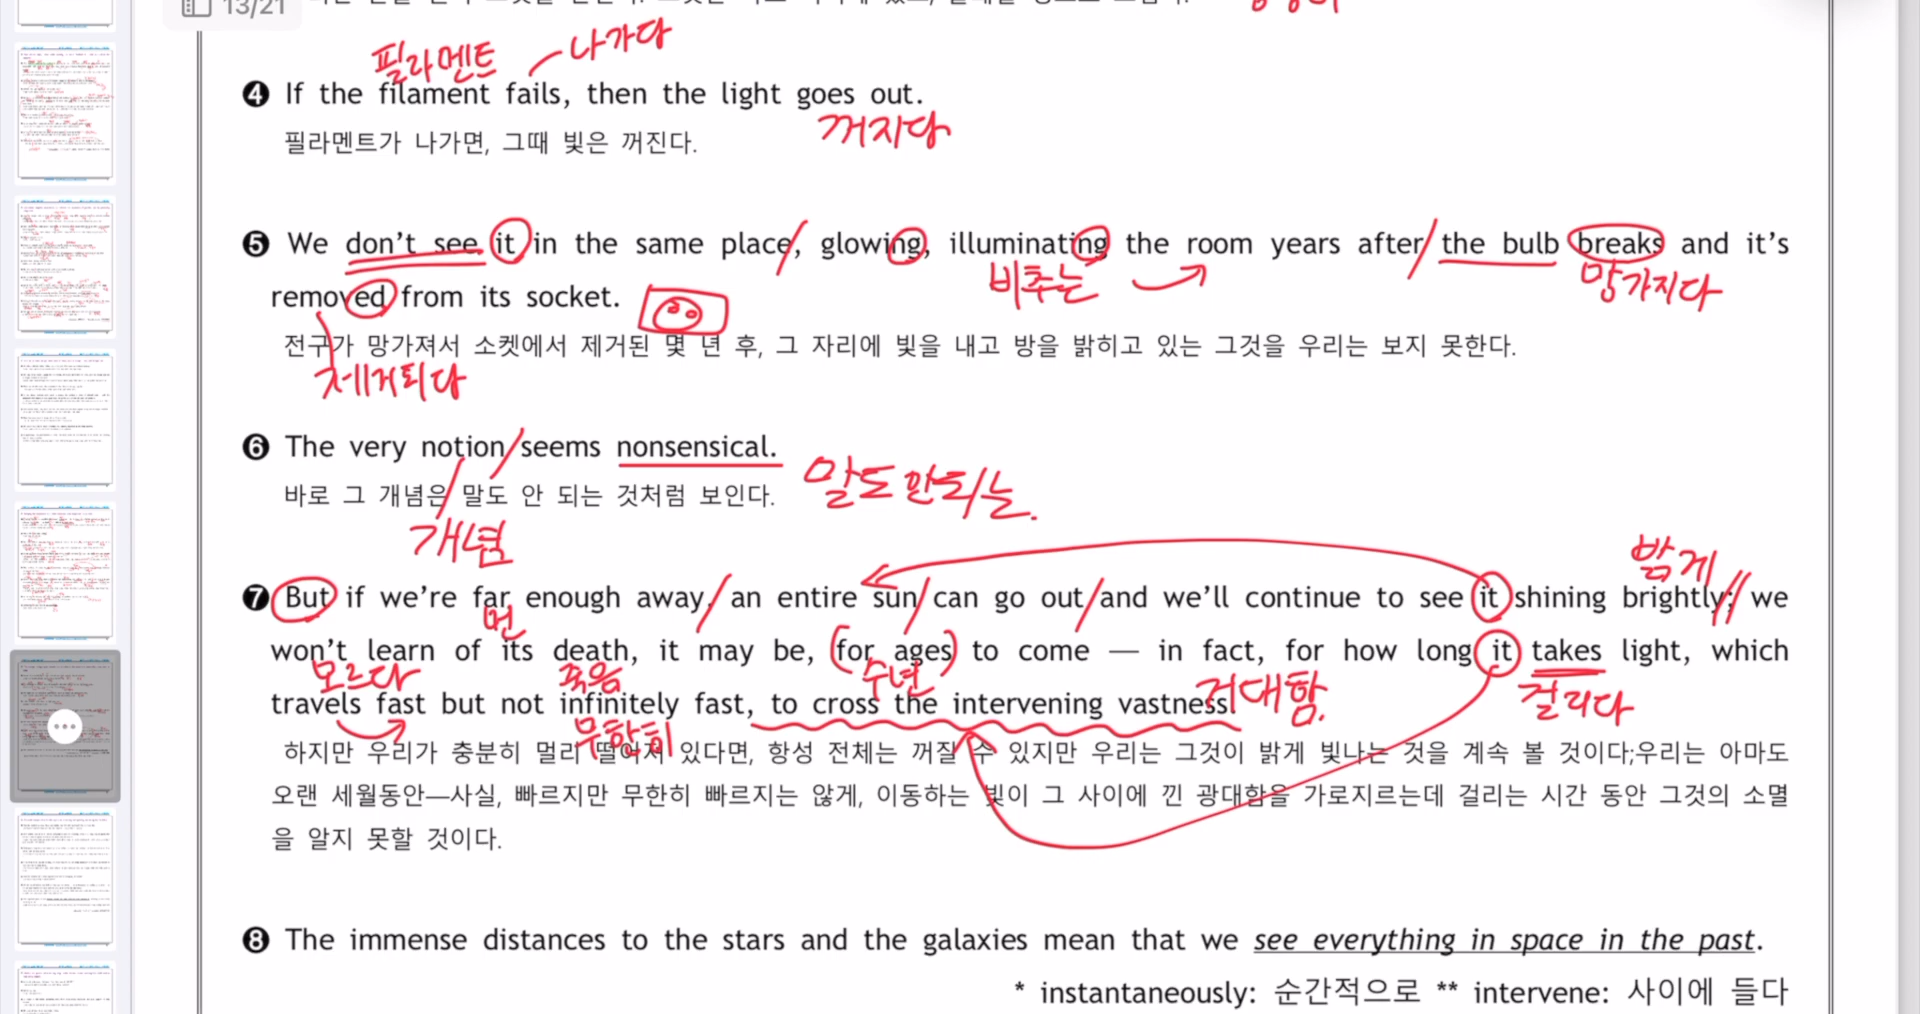 13/21
필라멘트
나가다
❹ If the filament fails, then the light goes out.
꺼지다
필라멘트가 나가면, 그때 빛은 꺼진다.
❺ We don't see it in the same place, glowing, illuminating the room years after the bulb breaks and it's
비추는
망가지다
removed from its socket.
전구가 망가져서 소켓에서 제거된 몇 년 후, 그 자리에 빛을 내고 방을 밝히고 있는 그것을 우리는 보지 못한다.
제거되다
❻ The very notion seems nonsensical.
말도 안되는
바로 그 개념은 말도 안 되는 것처럼 보인다.
개념
밝게
❼ But if we're far enough away, an entire sun can go out and we'll continue to see it shining brightly; we
먼
won't learn of its death, it may be, (for ages) to come — in fact, for how long it takes light, which
모르다
죽음
수년
거대함.
걸리다
travels fast but not infinitely fast, to cross the intervening vastness.
무한히
하지만 우리가 충분히 멀리 떨어져 있다면, 항성 전체는 꺼질 수 있지만 우리는 그것이 밝게 빛나는 것을 계속 볼 것이다;우리는 아마도
오랜 세월동안—사실, 빠르지만 무한히 빠르지는 않게, 이동하는 빛이 그 사이에 낀 광대함을 가로지르는데 걸리는 시간 동안 그것의 소멸
을 알지 못할 것이다.
❽ The immense distances to the stars and the galaxies mean that we see everything in space in the past.
* instantaneously: 순간적으로 ** intervene: 사이에 들다